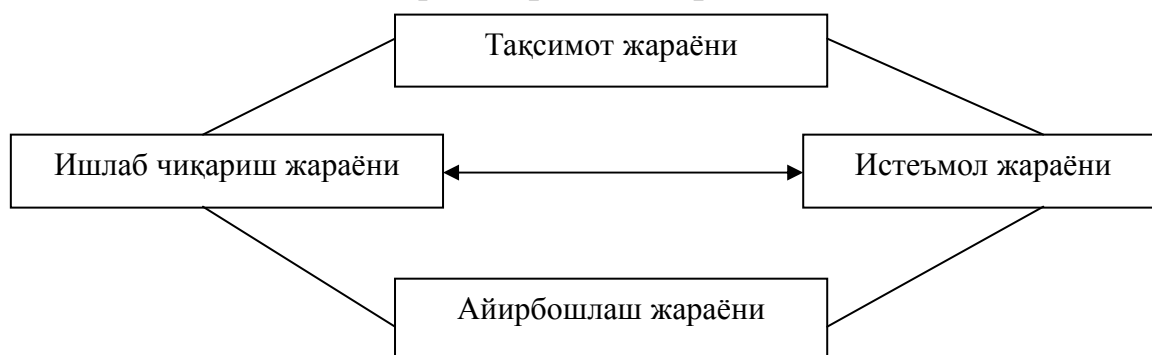 Тақсимот жараёни
Ишлаб чиқариш жараёни
Истеъмол жараёни
Айирбошлаш жараёни